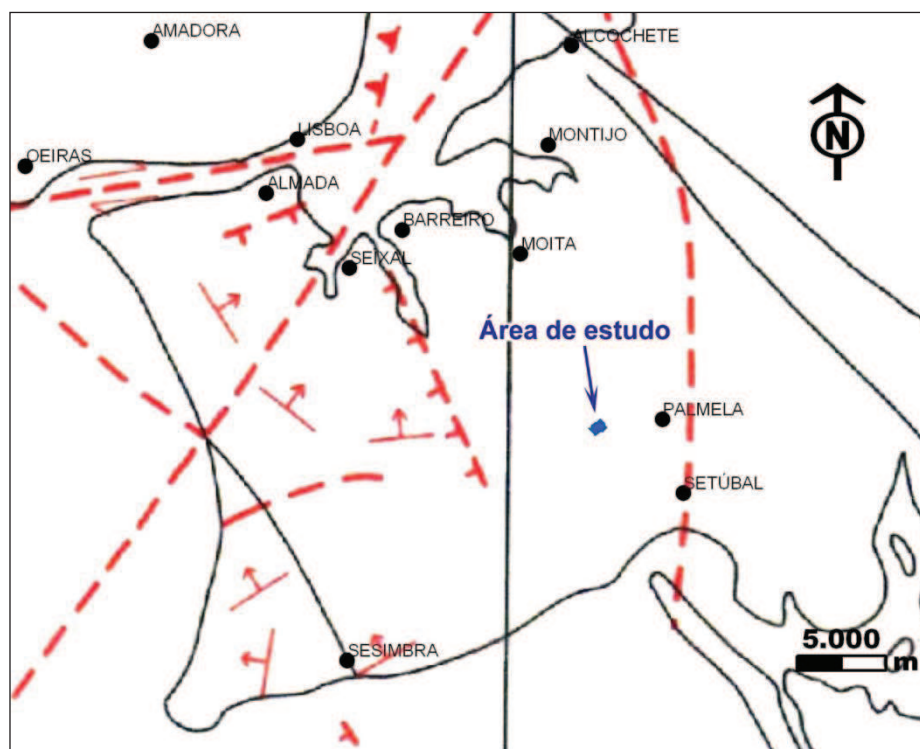 AMADORA
ALCOCHETE
LISBOA
MONTIJO
N
OEIRAS
ALMADA
BARREIRO
MOITA
SEIXAL
Área de estudo
PALMELA
SETÚBAL
5.000
m
SESIMBRA